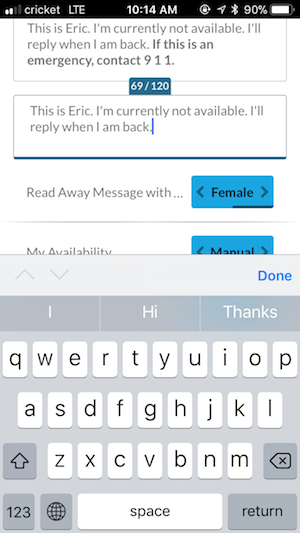 cricket LTE 10:14 AM 90%
This is Eric. I'm currently not available. I'll
reply when I am back. If this is an
emergency, contact 9 1 1.
69 / 120
This is Eric. I'm currently not available. I'll
reply when I am back.
Read Away Message with ... Female
My Availability Manual
Done
I Hi Thanks
q w e r t y u i o p
a s d f g h j k l
z x c v b n m
123 space return